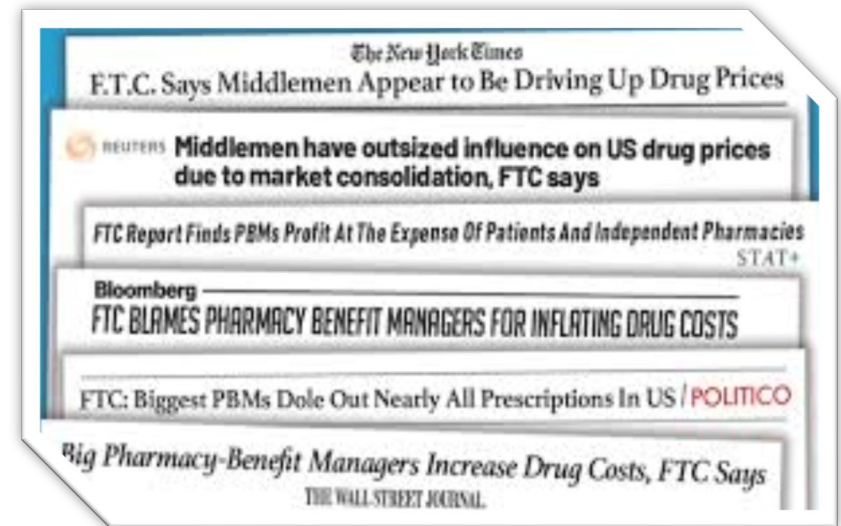 The New York Times
F.T.C. Says Middlemen Appear to Be Driving Up Drug Prices
REUTERS Middlemen have outsized influence on US drug prices
due to market consolidation, FTC says
FTC Report Finds PBMs Profit At The Expense Of Patients And Independent Pharmacies
STAT+
Bloomberg
FTC BLAMES PHARMACY BENEFIT MANAGERS FOR INFLATING DRUG COSTS
FTC: Biggest PBMs Dole Out Nearly All Prescriptions In US / POLITICO
Big Pharmacy-Benefit Managers Increase Drug Costs, FTC Says
THE WALL STREET JOURNAL.